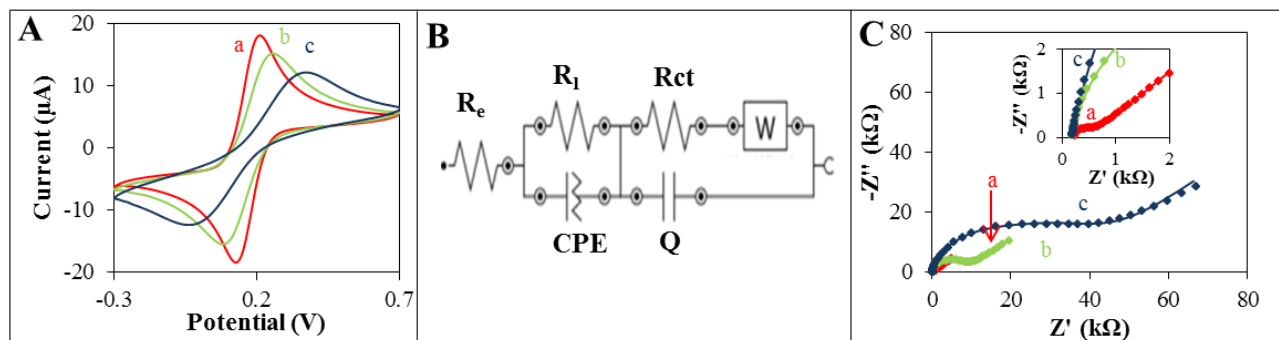 A
20
10
0
-10
-20
Current (µA)
-0.3
0.2
0.7
Potential (V)
a
b
c
B
Re
Rl
Rct
W
CPE
Q
C
80
60
40
20
0
-Z'' (kΩ)
0
20
40
60
80
Z' (kΩ)
a
b
c
2
1
0
-Z'' (kΩ)
0
1
2
Z' (kΩ)
c
b
a